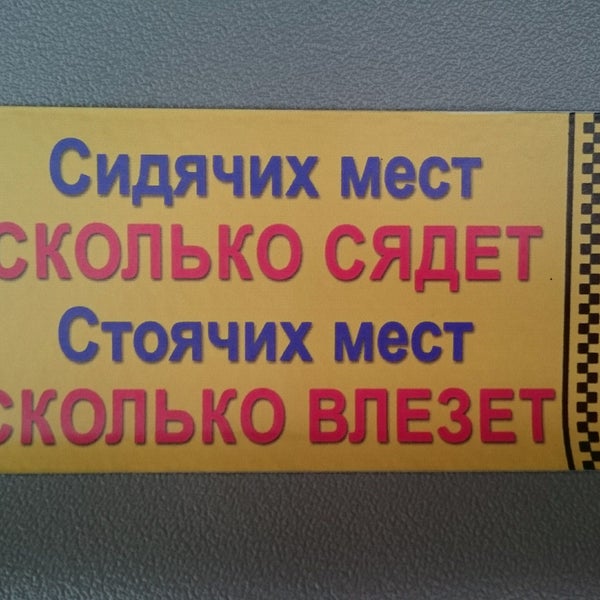 Сидячих мест
СКОЛЬКО СЯДЕТ
Стоячих мест
СКОЛЬКО ВЛЕЗЕТ